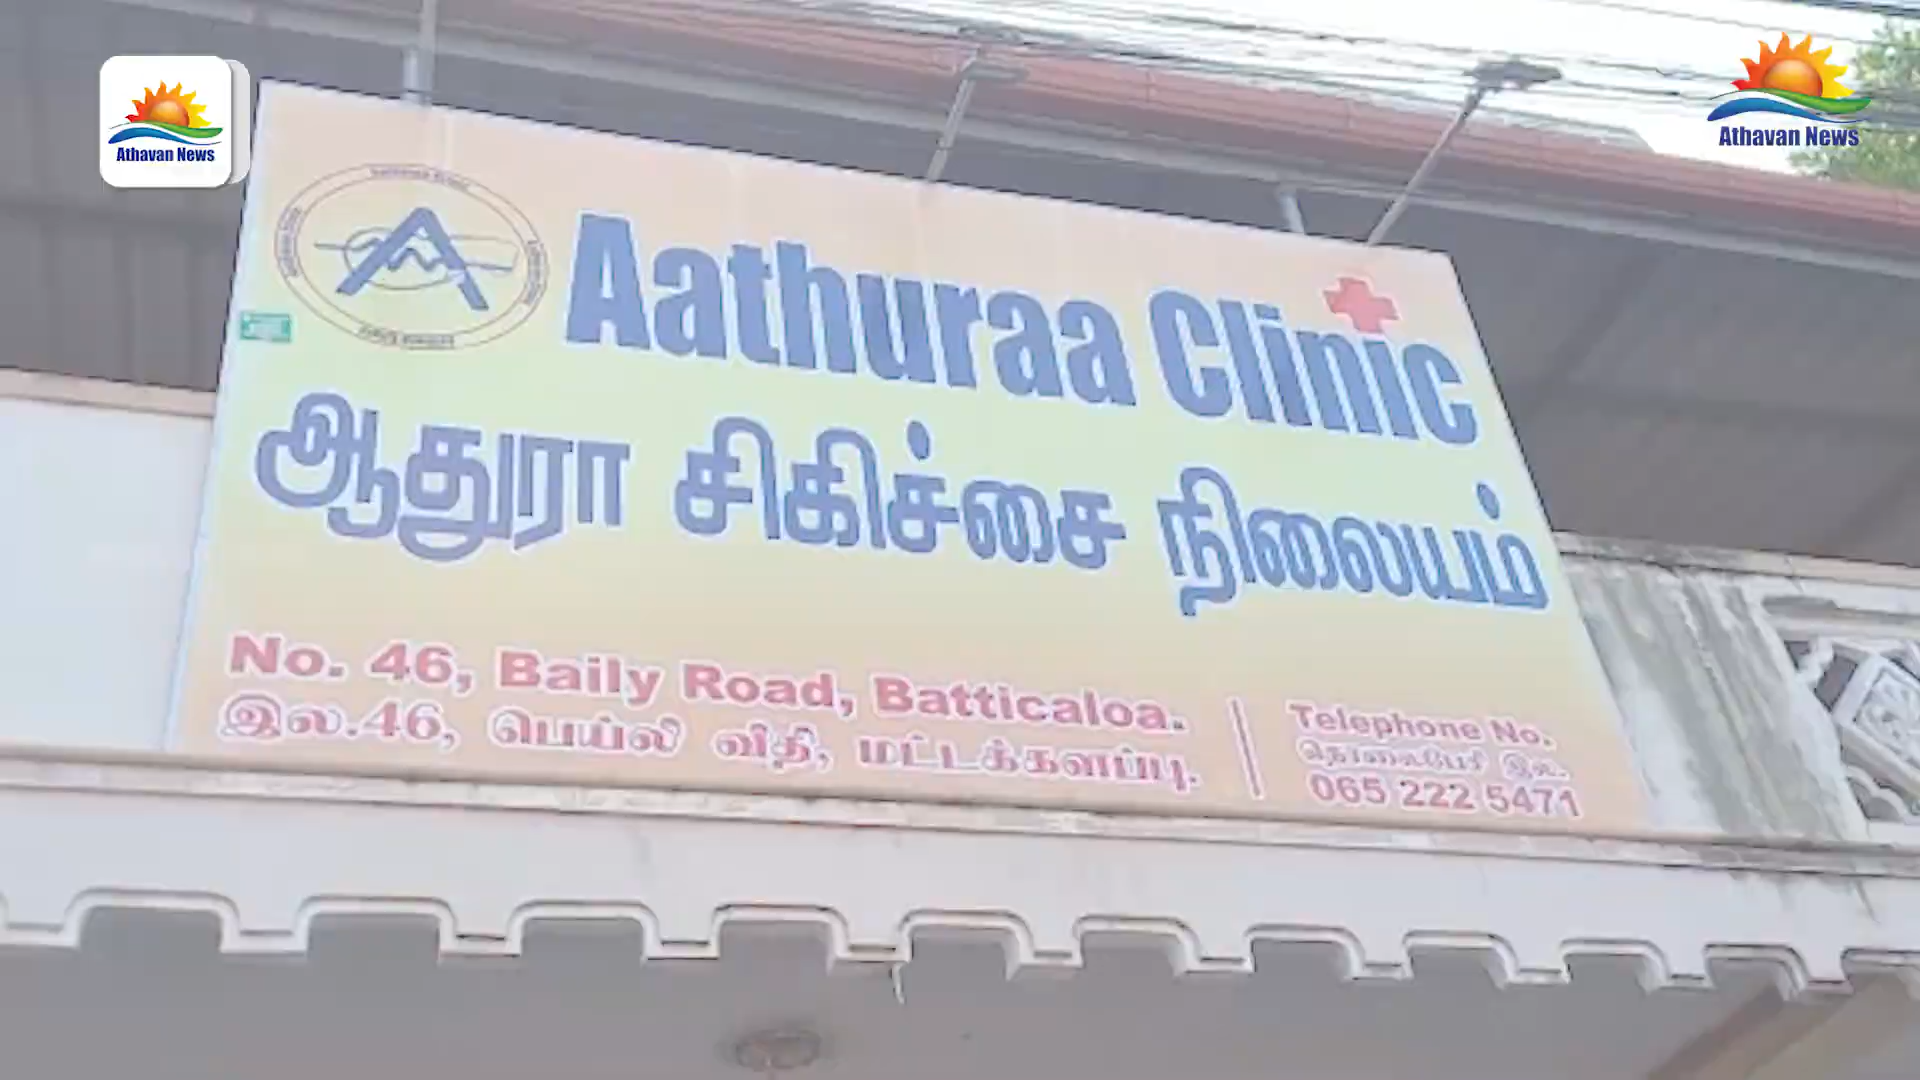 Athavan News
Athavan News
Aathuraa Clinic
ஆதுரா சிகிச்சை நிலையம்
No. 46, Baily Road, Batticaloa.
இல.46, பெய்லி வீதி, மட்டக்களப்பு.
Telephone No.
தொலைபேசி இல.
065 222 5471